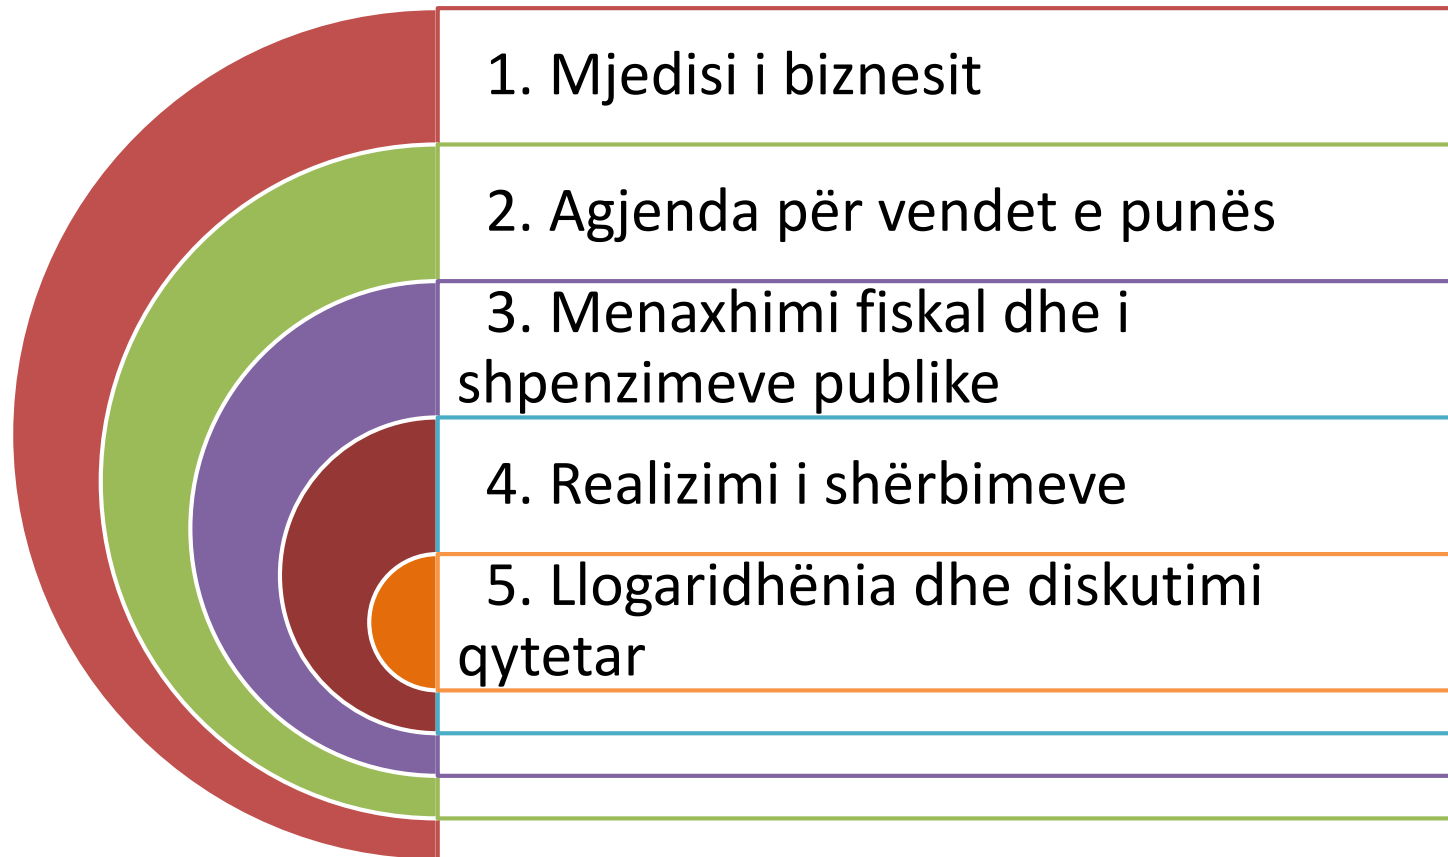 1. Mjedisi i biznesit
2. Agjenda për vendet e punës
3. Menaxhimi fiskal dhe i
shpenzimeve publike
4. Realizimi i shërbimeve
5. Llogaridhënia dhe diskutimi
qytetar